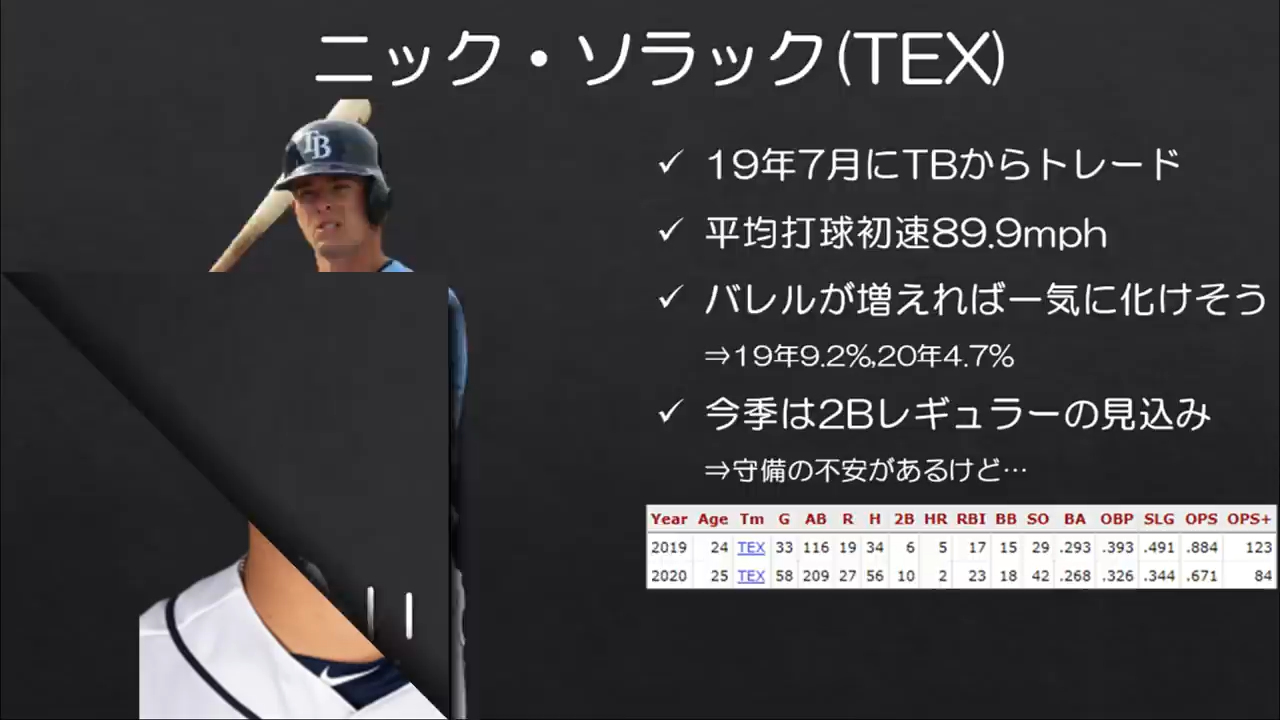 ニック・ソラック(TEX)
TB
✓ 19年7月にTBからトレード
✓ 平均打球初速89.9mph
✓ バレルが増えれば一気に化けそう
⇒19年9.2%,20年4.7%
✓ 今季は2Bレギュラーの見込み
⇒守備の不安があるけど…
Year Age Tm G AB R H 2B HR RBI BB SO BA OBP SLG OPS OPS+
2019 24 TEX 33 116 19 34 6 5 17 15 29 .293 .393 .491 .884 123
2020 25 TEX 58 209 27 56 10 2 23 18 42 .268 .326 .344 .671 84